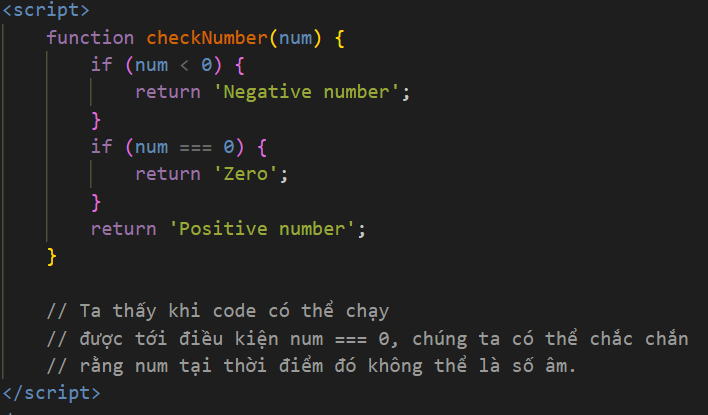 <script>
function checkNumber(num) {
if (num < 0) {
return 'Negative number';
}
if (num === 0) {
return 'Zero';
}
return 'Positive number';
}
// Ta thấy khi code có thể chạy
// được tới điều kiện num === 0, chúng ta có thể chắc chắn
// rằng num tại thời điểm đó không thể là số âm.
</script>